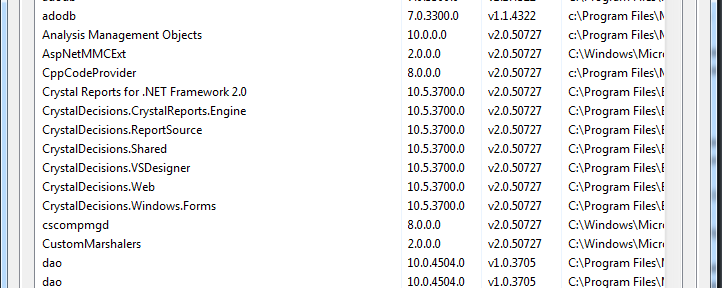 adodb 7.0.3300.0 v1.1.4322 c:\Program Files\M
Analysis Management Objects 10.0.0.0 v2.0.50727 C:\Program Files\M
AspNetMMCExt 2.0.0.0 v2.0.50727 C:\Windows\Micr
CppCodeProvider 8.0.0.0 v2.0.50727 c:\Program Files\M
Crystal Reports for .NET Framework 2.0 10.5.3700.0 v2.0.50727 C:\Program Files\B
CrystalDecisions.CrystalReports.Engine 10.5.3700.0 v2.0.50727 C:\Program Files\B
CrystalDecisions.ReportSource 10.5.3700.0 v2.0.50727 C:\Program Files\B
CrystalDecisions.Shared 10.5.3700.0 v2.0.50727 C:\Program Files\B
CrystalDecisions.VSDesigner 10.5.3700.0 v2.0.50727 C:\Program Files\B
CrystalDecisions.Web 10.5.3700.0 v2.0.50727 C:\Program Files\B
CrystalDecisions.Windows.Forms 10.5.3700.0 v2.0.50727 C:\Program Files\B
cscompmgd 8.0.0.0 v2.0.50727 C:\Windows\Micr
CustomMarshalers 2.0.0.0 v2.0.50727 C:\Windows\Micr
dao 10.0.4504.0 v1.0.3705 C:\Program Files\M
dao 10.0.4504.0 v1.0.3705 C:\Program Files\M